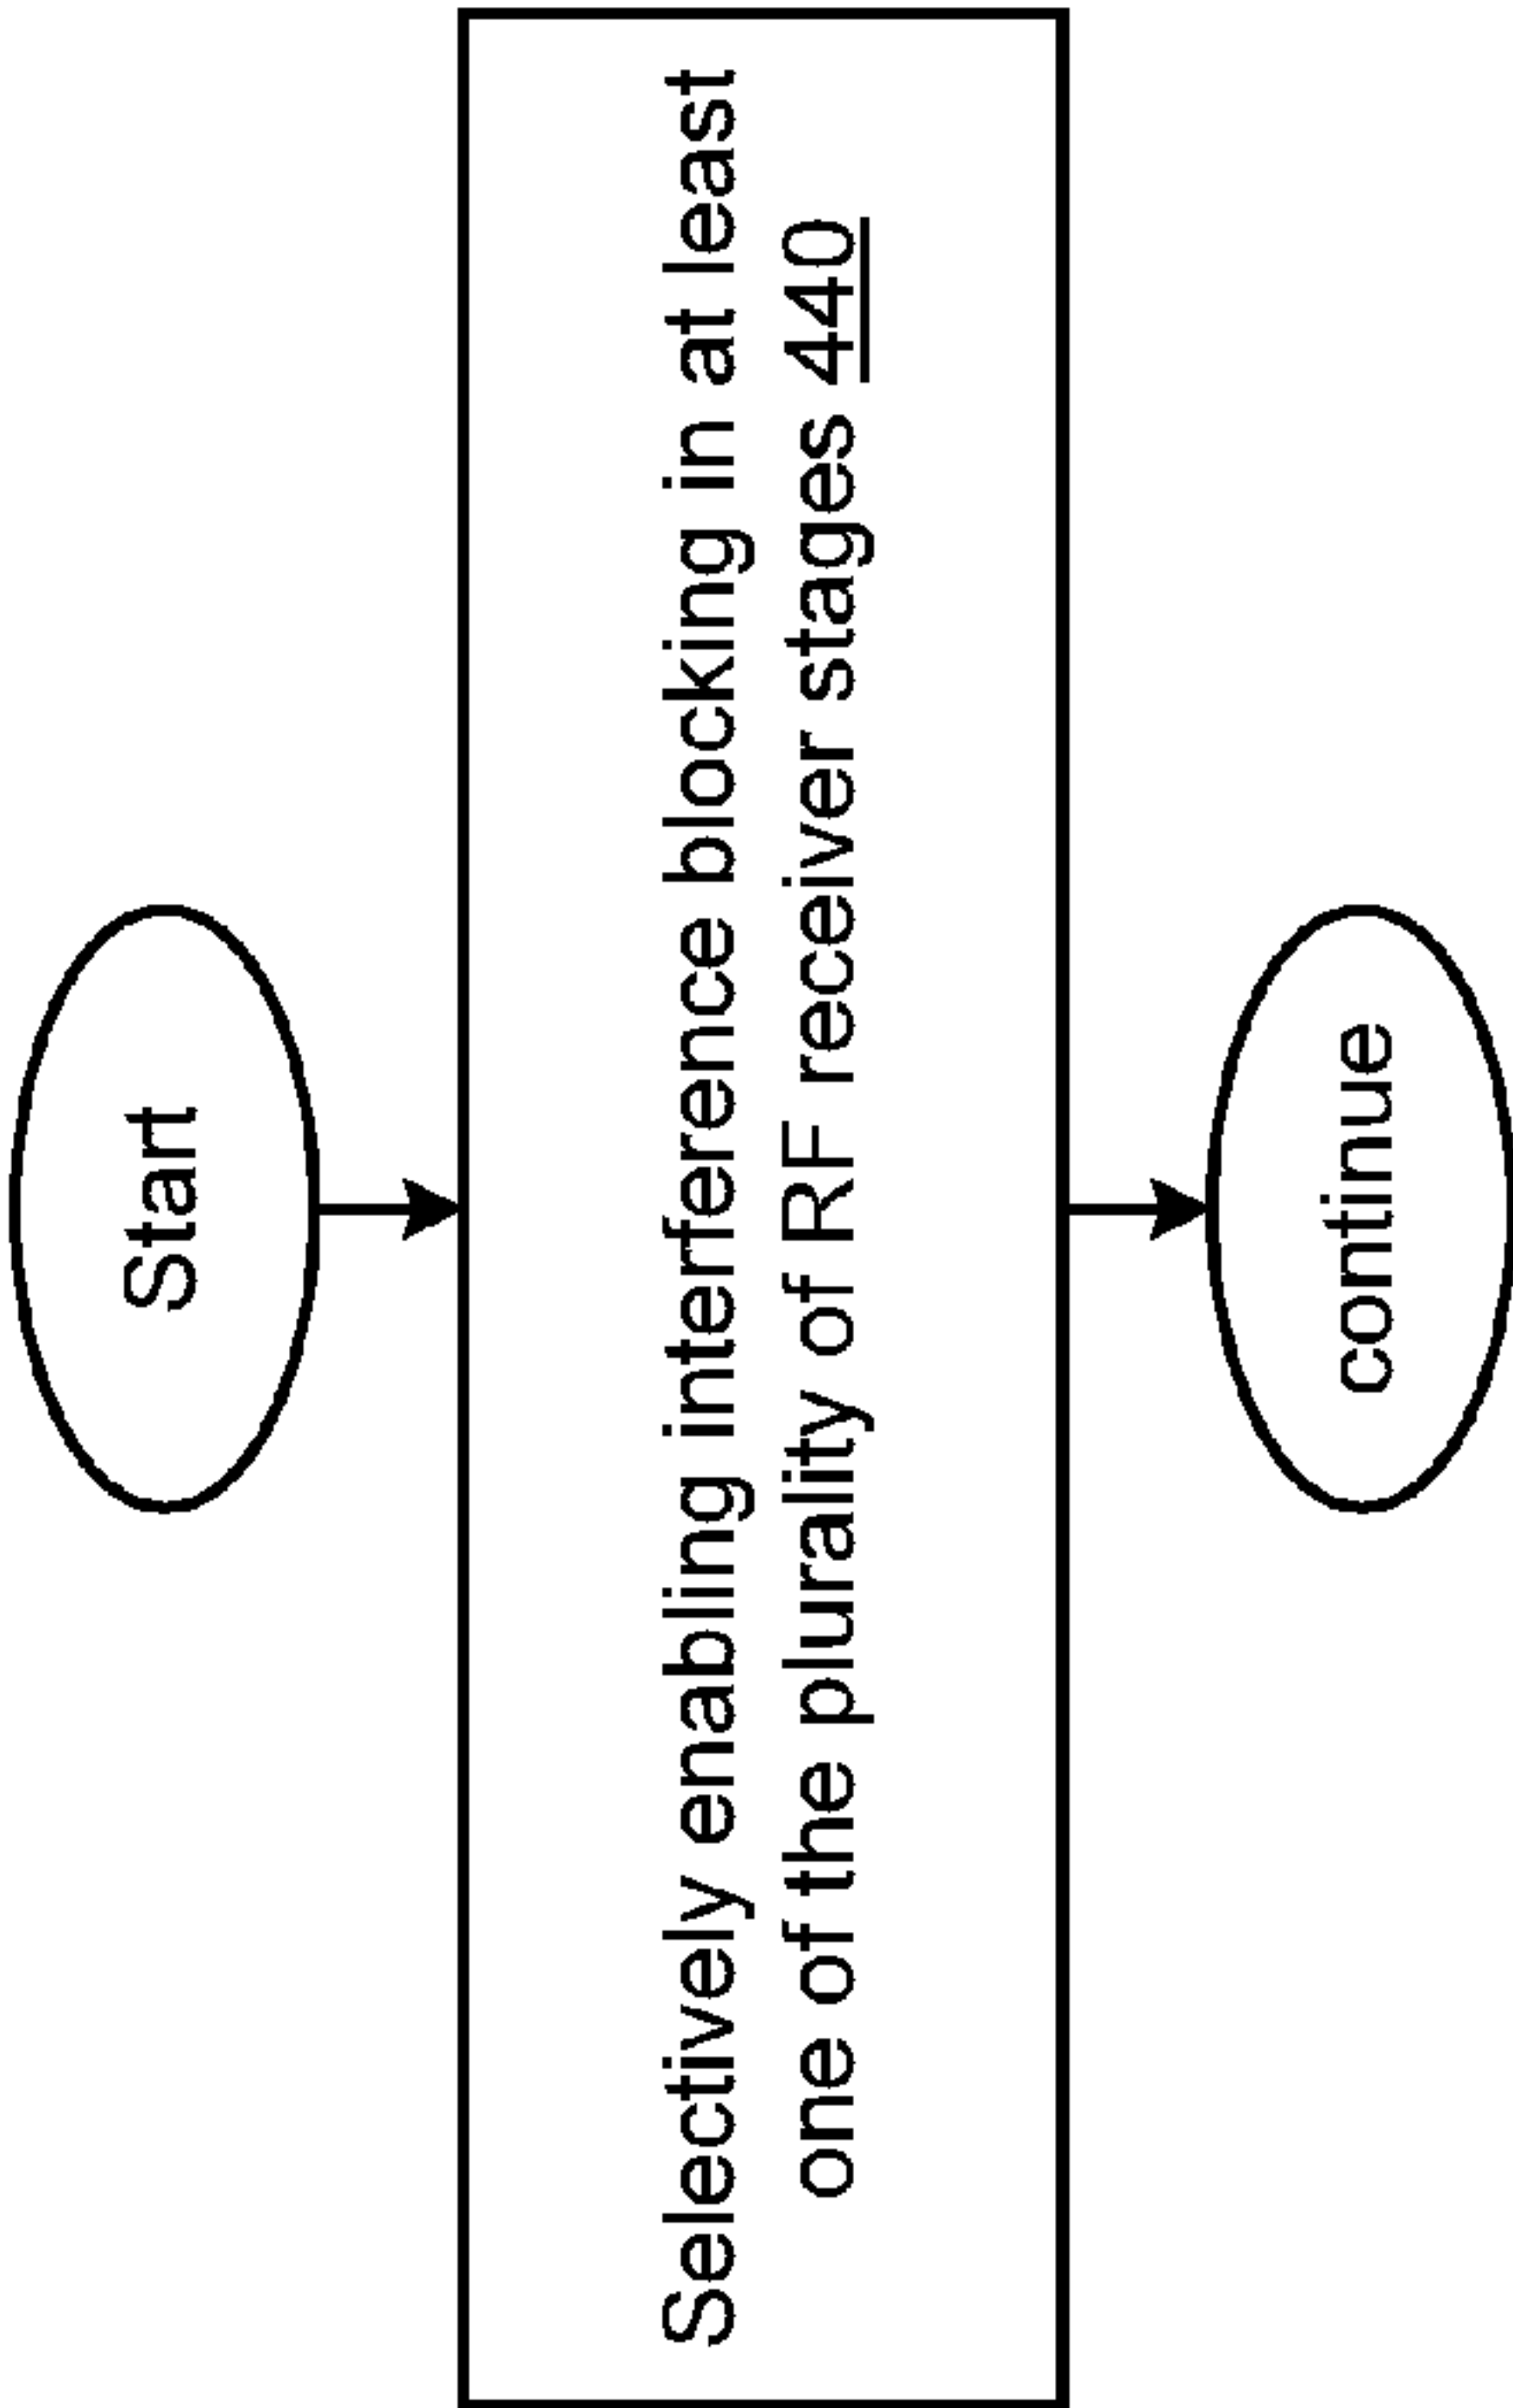 Start
Selectively enabling interference blocking in at least
one of the plurality of RF receiver stages 440
continue